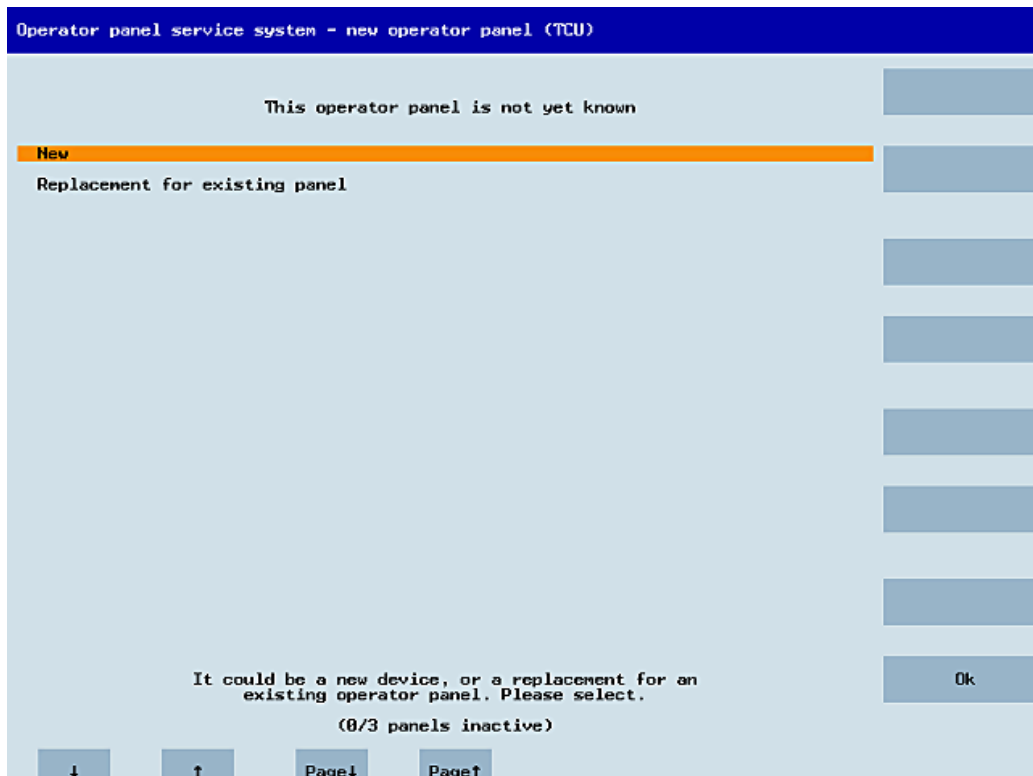 Operator panel service system - new operator panel (TCU)
This operator panel is not yet known
New
Replacement for existing panel
It could be a new device, or a replacement for an
existing operator panel. Please select.
(0/3 panels inactive)
Ok
↓ ↑ Page↓ Page↑